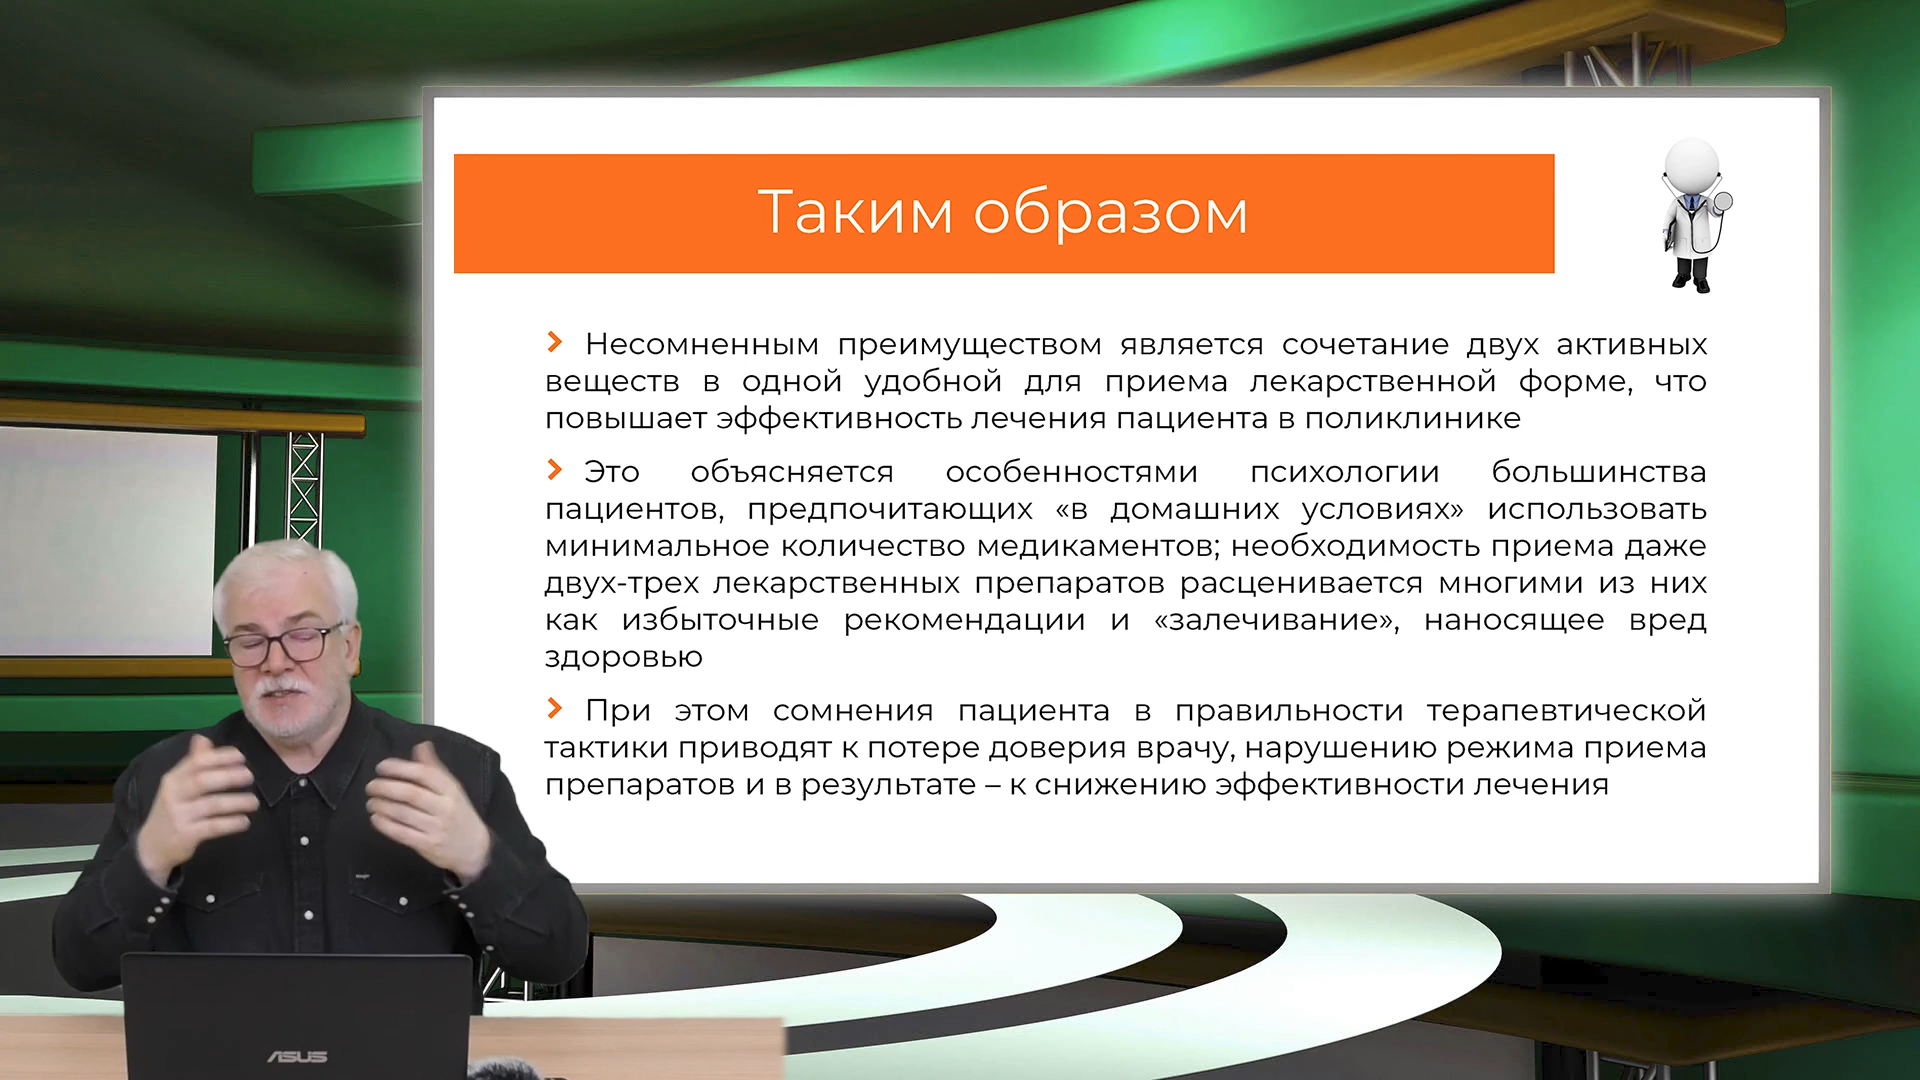 Таким образом
Несомненным преимуществом является сочетание двух активных
веществ в одной удобной для приема лекарственной форме, что
повышает эффективность лечения пациента в поликлинике
Это объясняется особенностями психологии большинства
пациентов, предпочитающих «в домашних условиях» использовать
минимальное количество медикаментов; необходимость приема даже
двух-трех лекарственных препаратов расценивается многими из них
как избыточные рекомендации и «залечивание», наносящее вред
здоровью
При этом сомнения пациента в правильности терапевтической
тактики приводят к потере доверия врачу, нарушению режима приема
препаратов и в результате – к снижению эффективности лечения
ASUS